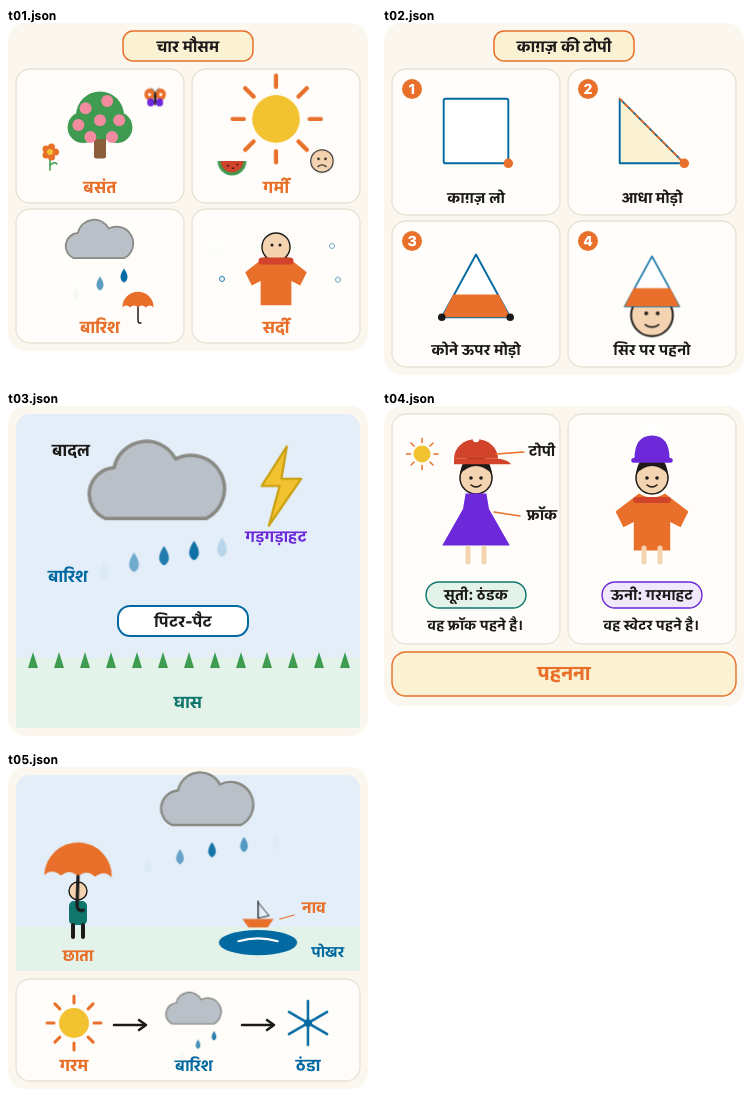 t01.json
चार मौसम
बसंत
गर्मी
बारिश
सर्दी
t02.json
काग़ज़ की टोपी
1
2
काग़ज़ लो
आधा मोड़ो
3
4
कोने ऊपर मोड़ो
सिर पर पहनो
t03.json
बादल
गड़गड़ाहट
बारिश
पिटर-पैट
घास
t04.json
टोपी
फ्रॉक
सूती: ठंडक
ऊनी: गरमाहट
वह फ्रॉक पहने है।
वह स्वेटर पहने है।
पहनना
t05.json
नाव
छाता
पोखर
गरम
बारिश
ठंडा